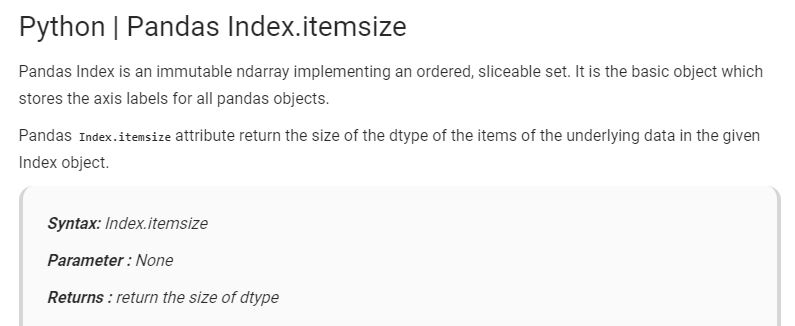 Python | Pandas Index.itemsize
Pandas Index is an immutable ndarray implementing an ordered, sliceable set. It is the basic object which
stores the axis labels for all pandas objects.
Pandas Index.itemsize attribute return the size of the dtype of the items of the underlying data in the given
Index object.
Syntax: Index.itemsize
Parameter : None
Returns : return the size of dtype